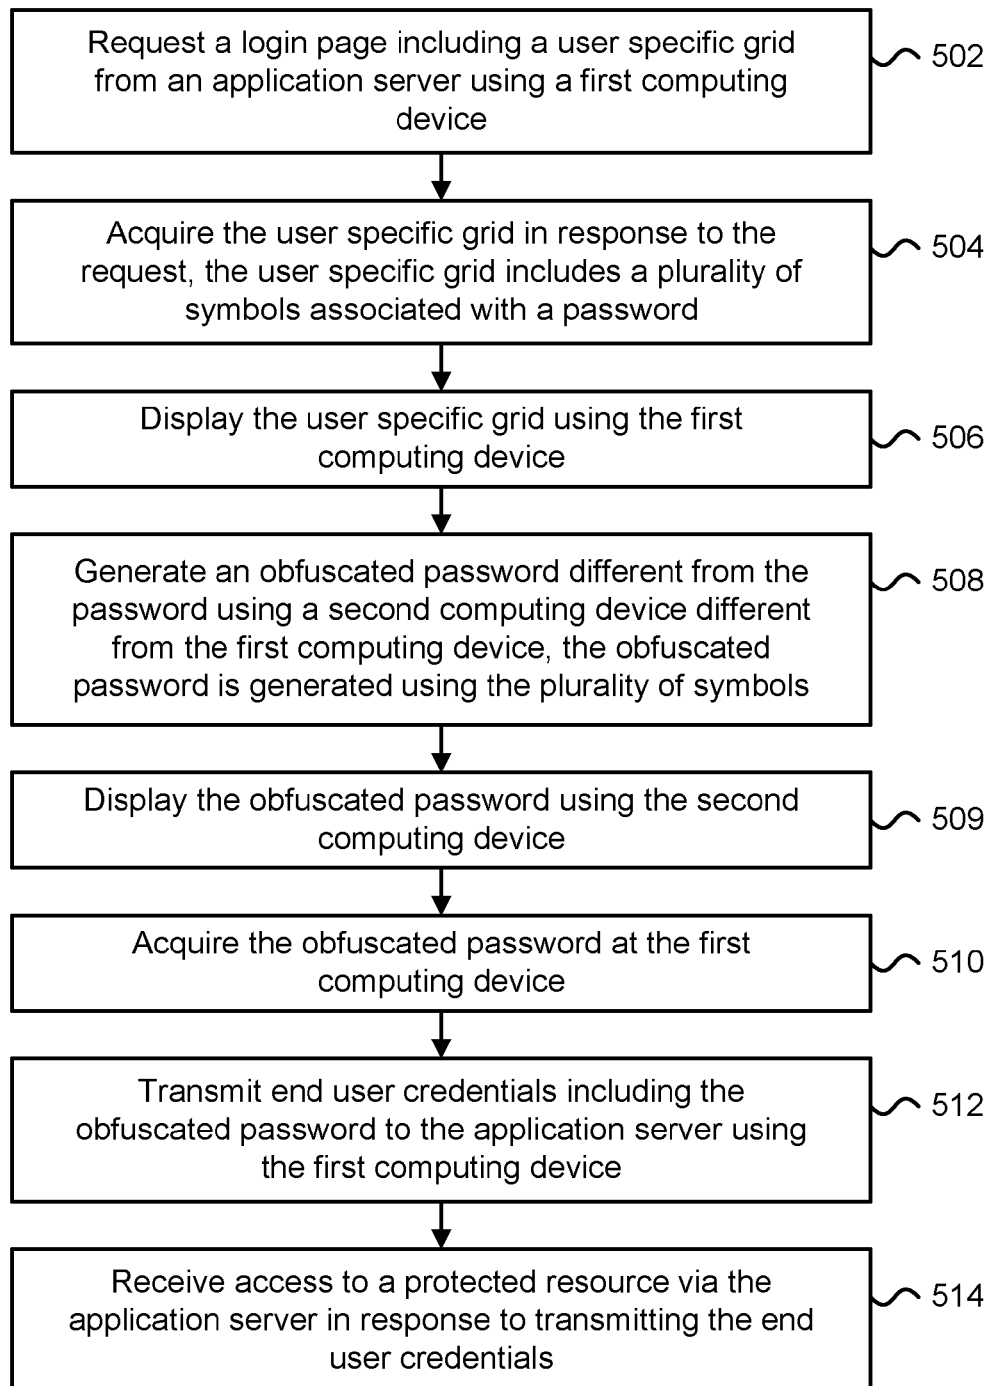 Request a login page including a user specific grid
from an application server using a first computing
device
502
Acquire the user specific grid in response to the
request, the user specific grid includes a plurality of
symbols associated with a password
504
Display the user specific grid using the first
computing device
506
Generate an obfuscated password different from the
password using a second computing device different
from the first computing device, the obfuscated
password is generated using the plurality of symbols
508
Display the obfuscated password using the second
computing device
509
Acquire the obfuscated password at the first
computing device
510
Transmit end user credentials including the
obfuscated password to the application server using
the first computing device
512
Receive access to a protected resource via the
application server in response to transmitting the end
user credentials
514